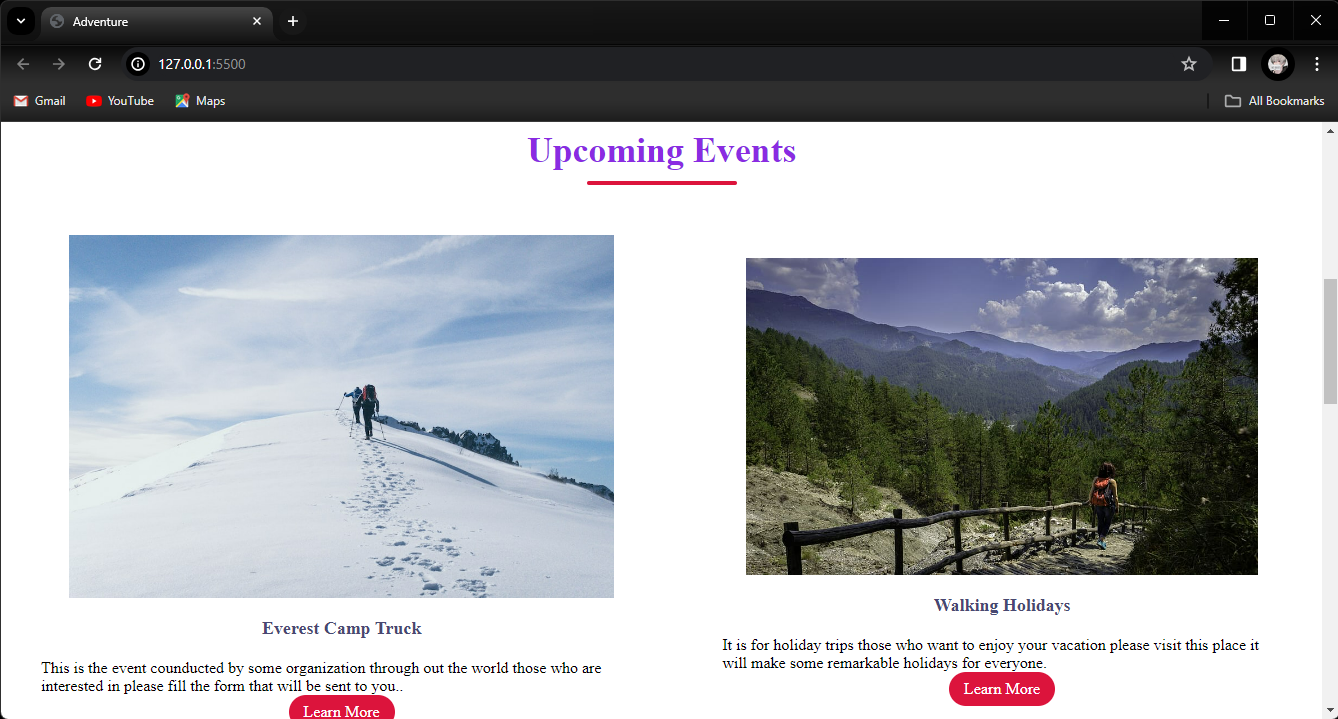 Adventure
127.0.0.1:5500
Gmail
YouTube
Maps
All Bookmarks
Upcoming Events
Everest Camp Truck
This is the event counducted by some organization through out the world those who are
interested in please fill the form that will be sent to you..
Learn More
Walking Holidays
It is for holiday trips those who want to enjoy your vacation please visit this place it
will make some remarkable holidays for everyone.
Learn More